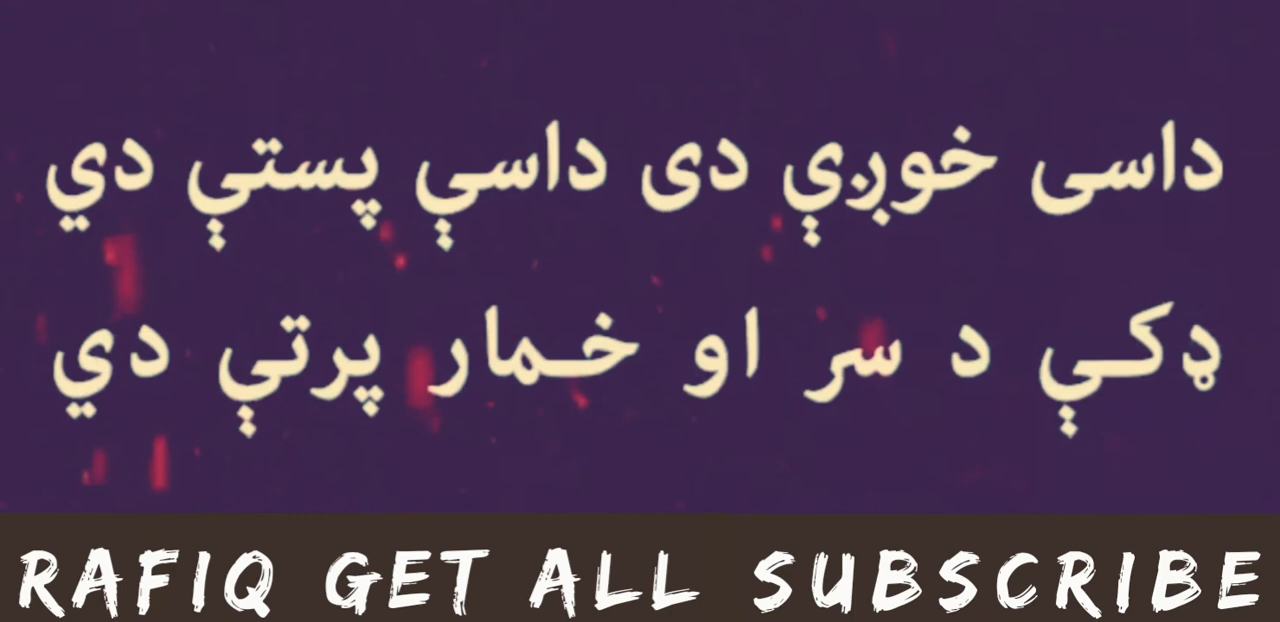 داسی خوږې دی داسې پستې دي
ډکې د سر او خمار پرتې دي
RAFIQ GET ALL SUBSCRIBE